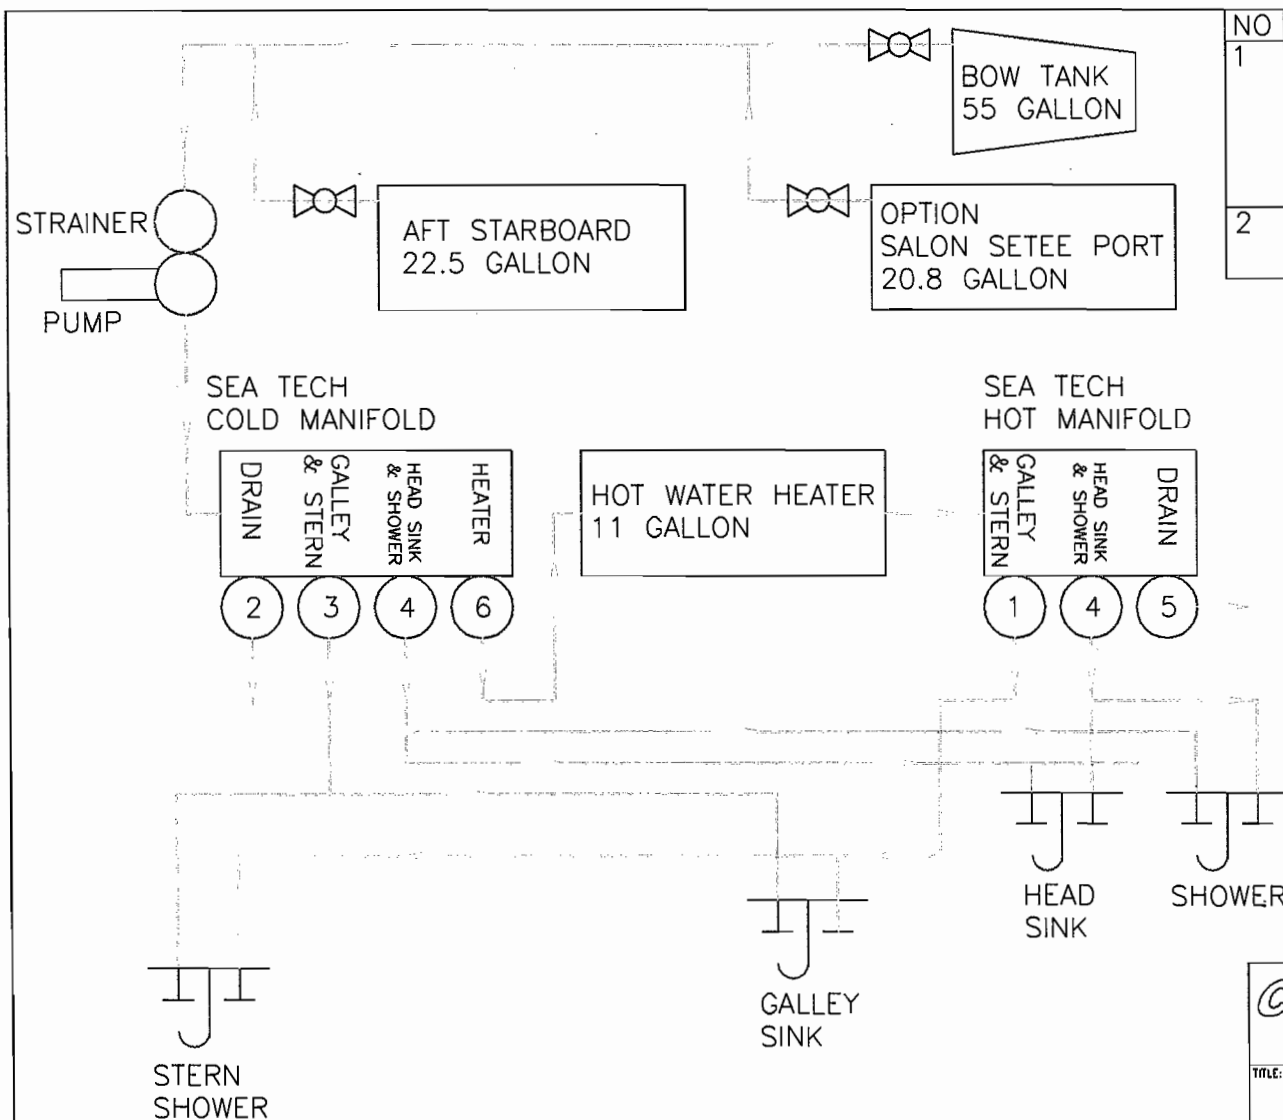 NO
1
2
BOW TANK
55 GALLON
STRAINER
PUMP
AFT STARBOARD
22.5 GALLON
OPTION
SALON SETEE PORT
20.8 GALLON
SEA TECH
COLD MANIFOLD
DRAIN
GALLEY
& STERN
HEAD SINK
& SHOWER
HEATER
2
3
4
6
HOT WATER HEATER
11 GALLON
SEA TECH
HOT MANIFOLD
GALLEY
& STERN
HEAD SINK
& SHOWER
DRAIN
1
4
5
HEAD
SINK
SHOWER
GALLEY
SINK
STERN
SHOWER
TITLE: